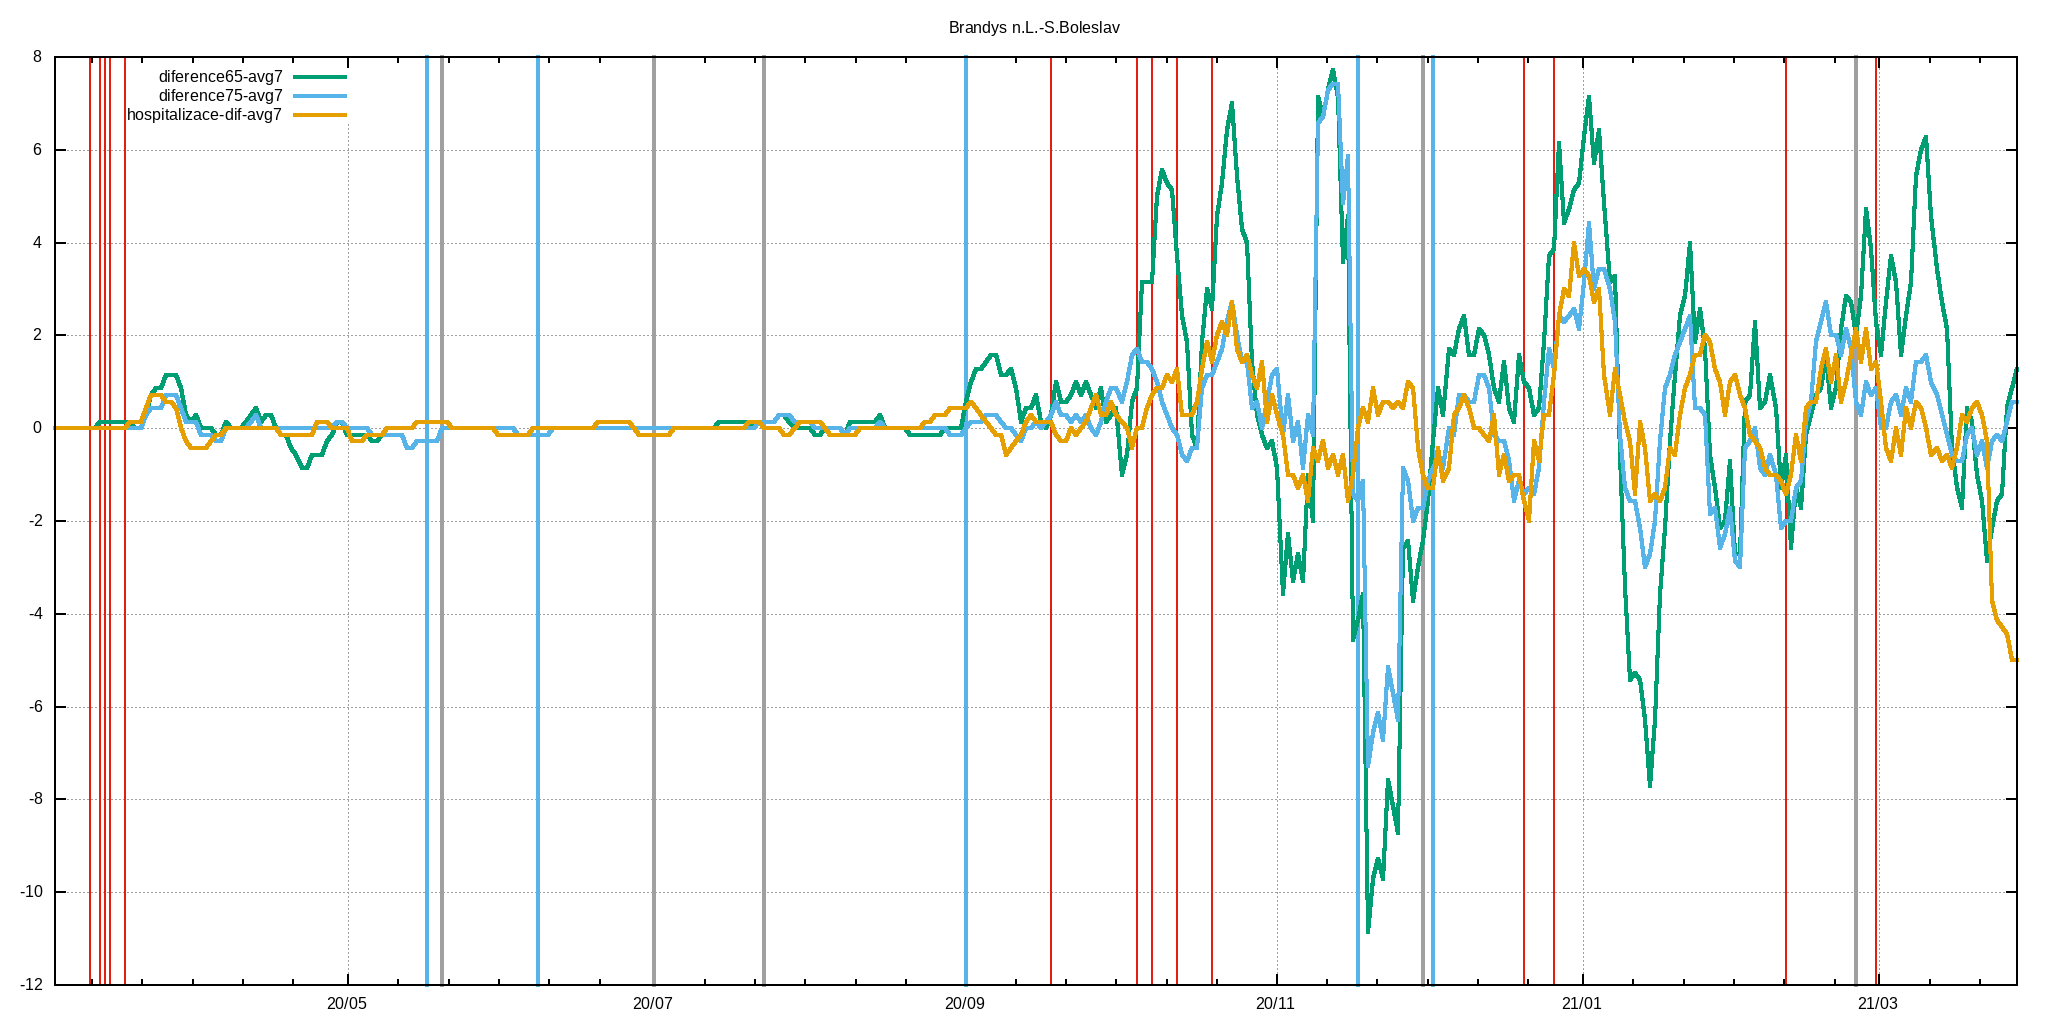 Brandys n.L.-S.Boleslav
diference65-avg7
diference75-avg7
hospitalizace-dif-avg7
8
6
4
2
0
-2
-4
-6
-8
-10
-12
20/05 20/07 20/09 20/11 21/01 21/03